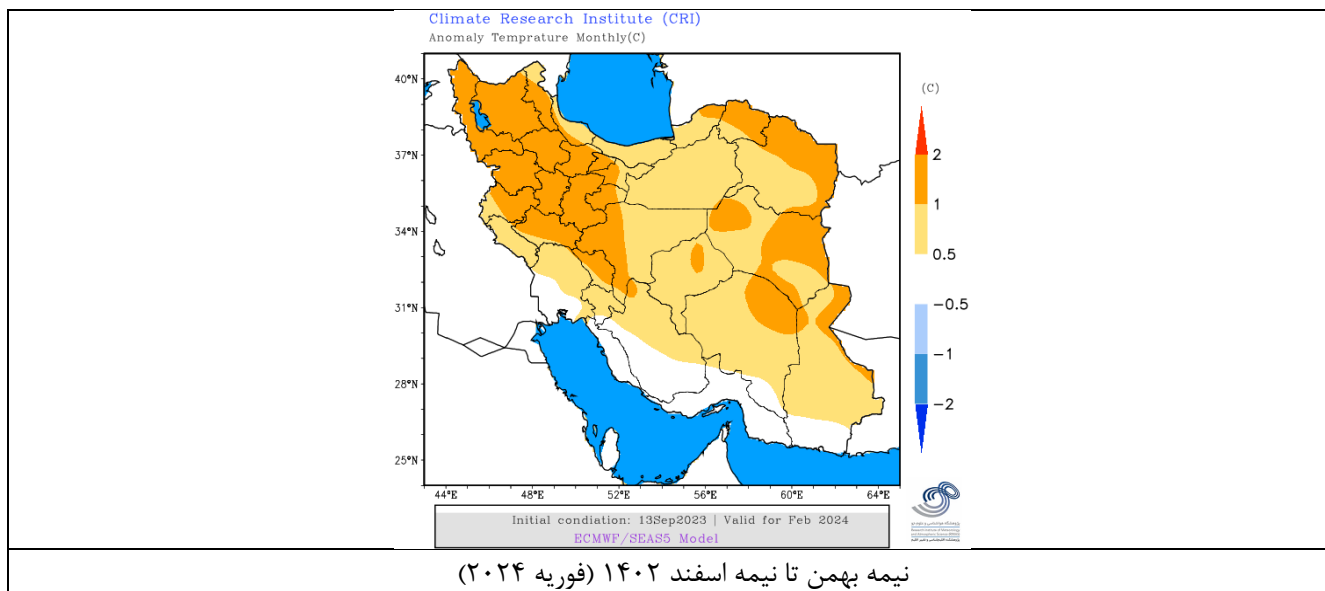 Climate Research Institute (CRI)
Anomaly Temprature Monthly(C)
40°N
37°N
34°N
31°N
28°N
25°N
44°E 48°E 52°E 56°E 60°E 64°E
(C)
2
1
0.5
−0.5
−1
−2
Initial condiation: 13Sep2023 | Valid for Feb 2024
ECMWF/SEAS5 Model
نیمه بهمن تا نیمه اسفند ۱۴۰۲ (فوریه ۲۰۲۴)